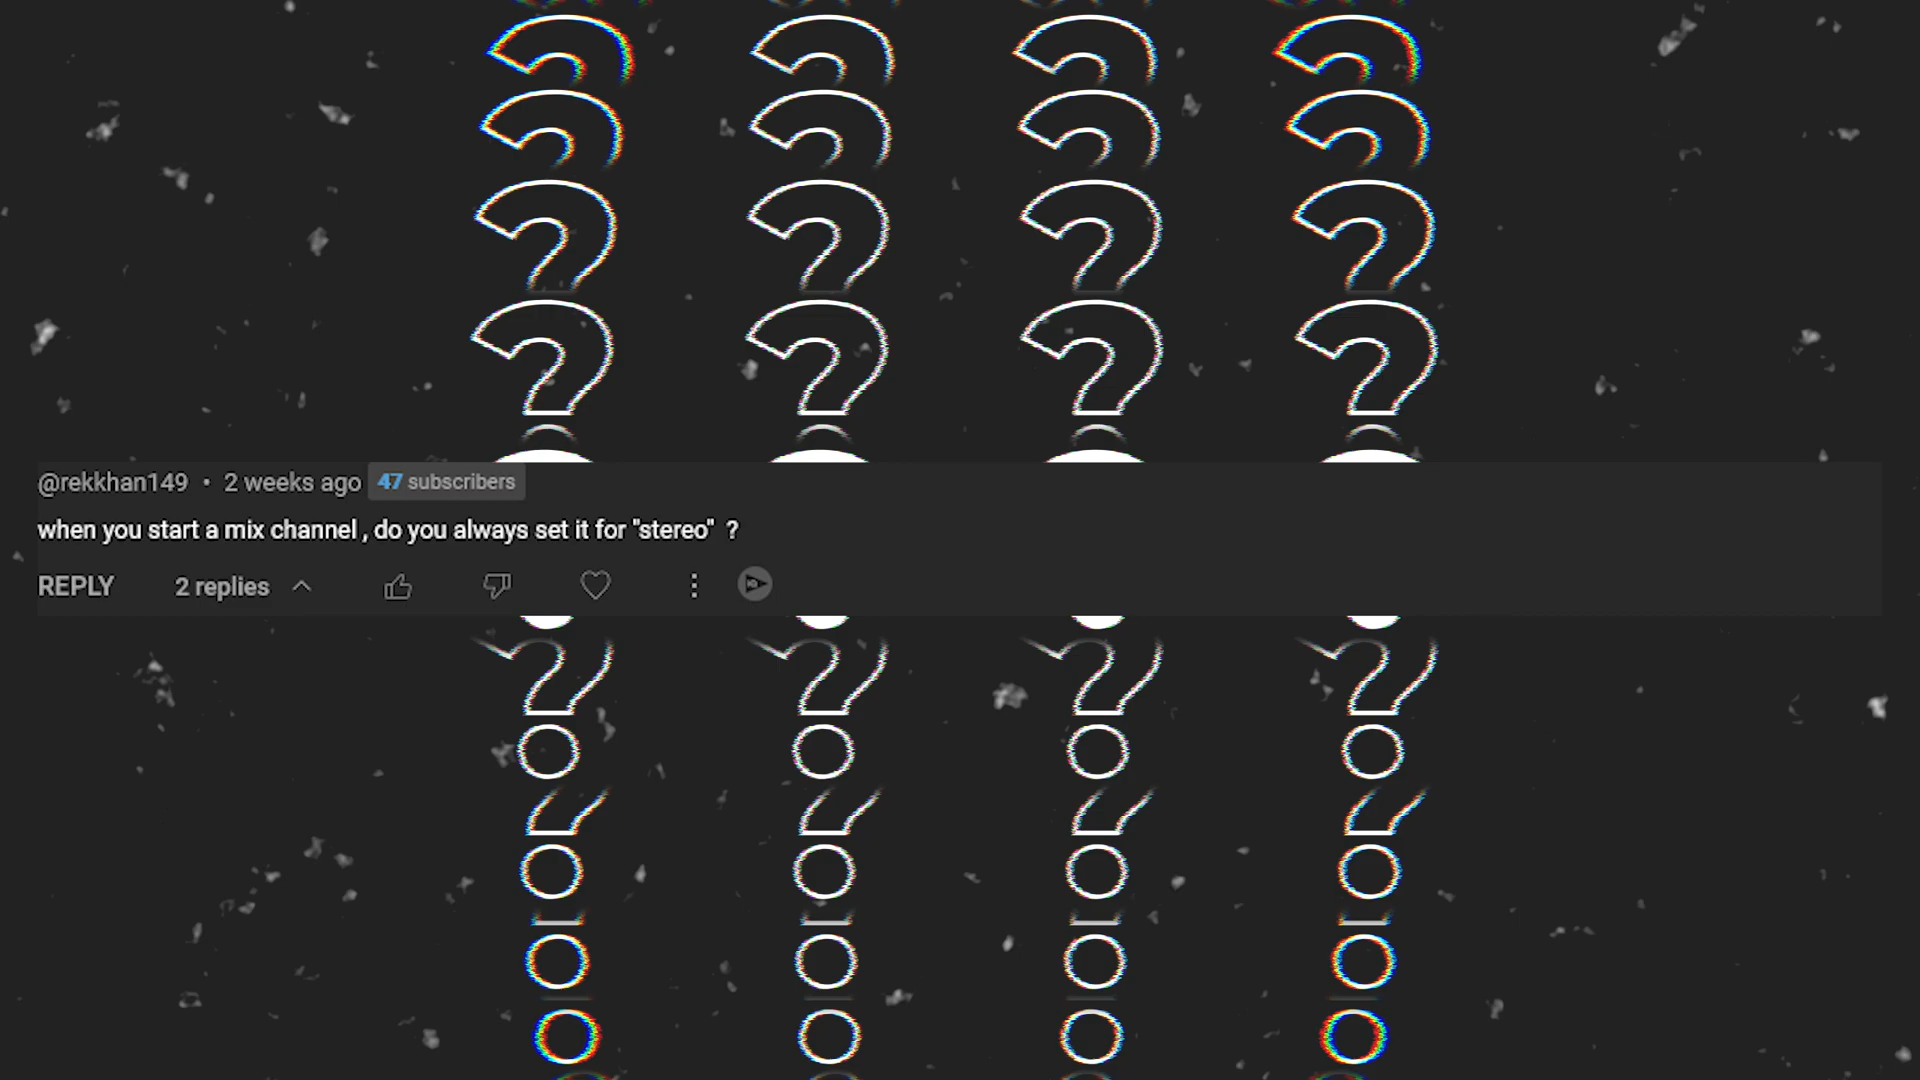 @rekkhan149 • 2 weeks ago 47 subscribers
when you start a mix channel , do you always set it for "stereo" ?
REPLY 2 replies